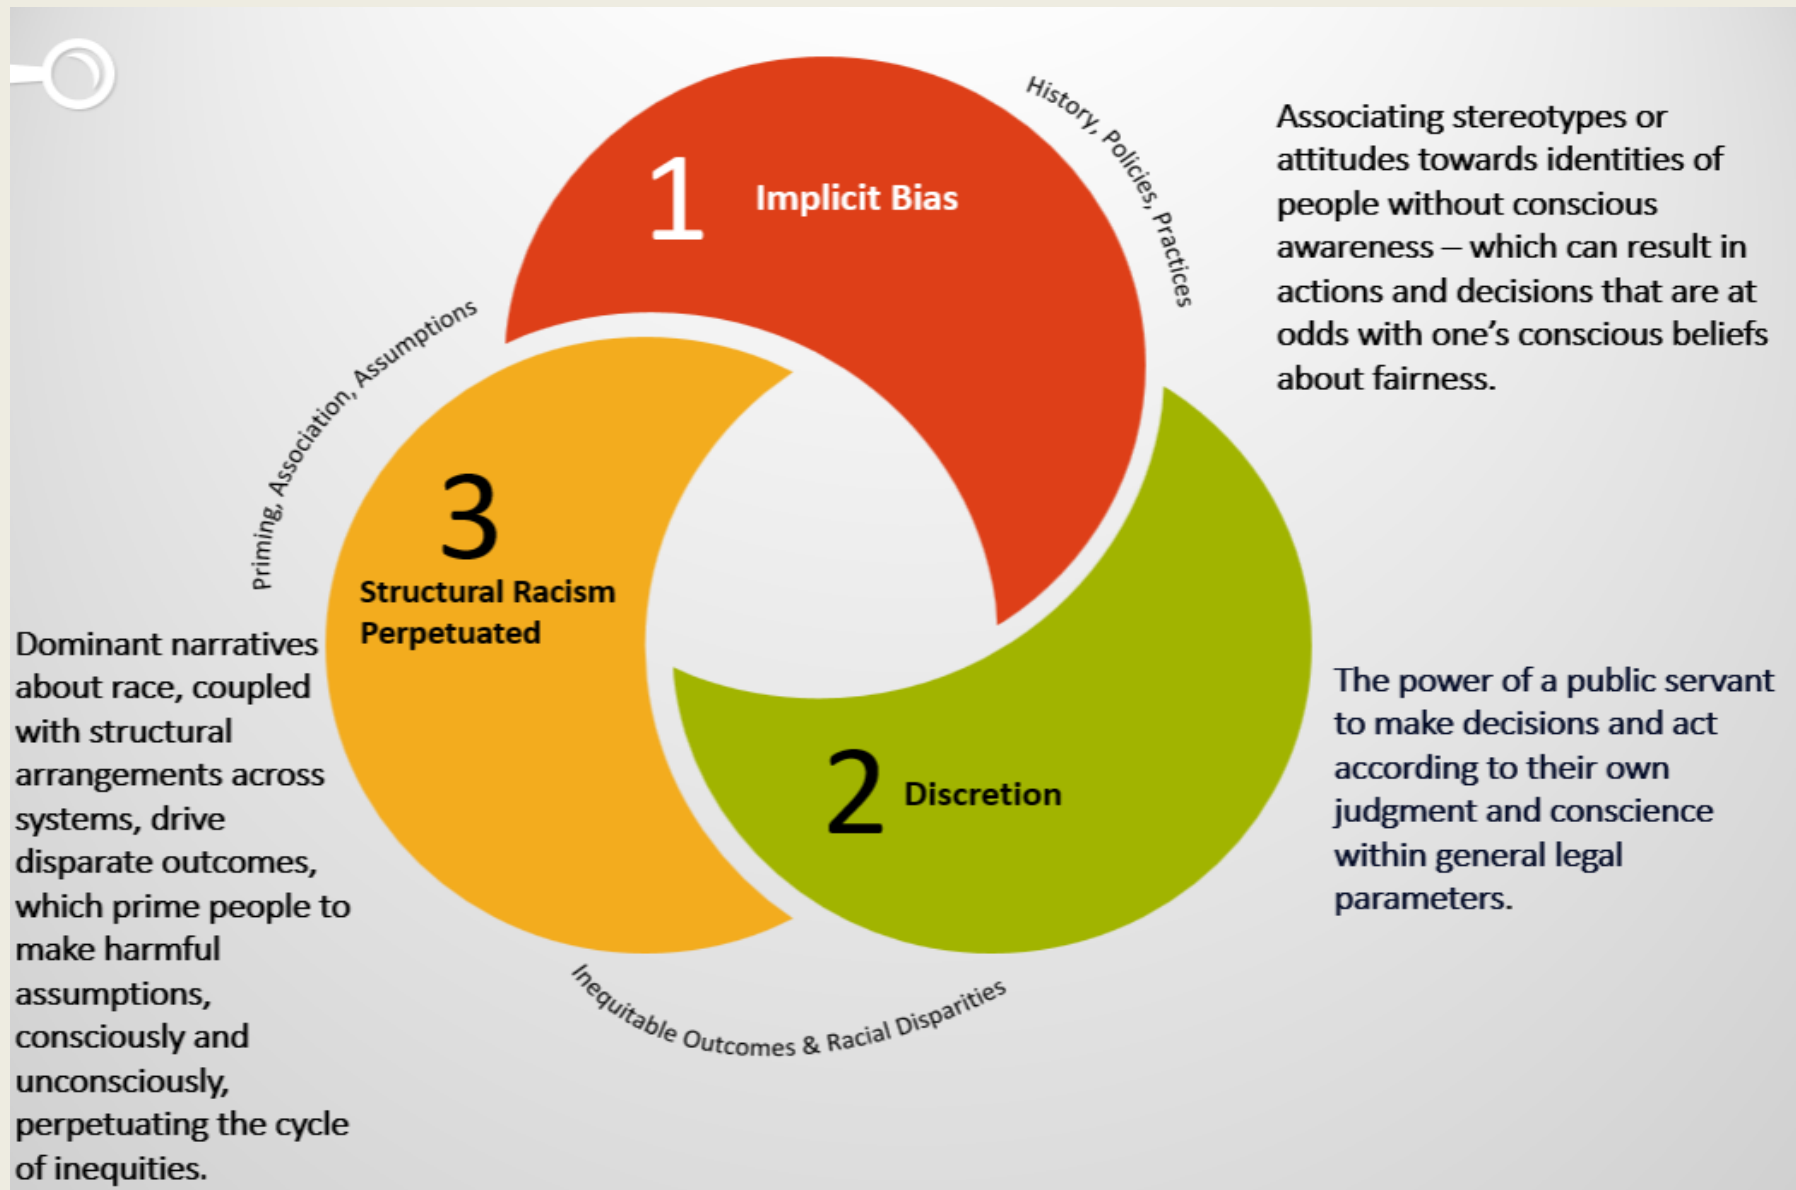 1 Implicit Bias
History, Policies, Practices
Associating stereotypes or
attitudes towards identities of
people without conscious
awareness – which can result in
actions and decisions that are at
odds with one’s conscious beliefs
about fairness.
2 Discretion
The power of a public servant
to make decisions and act
according to their own
judgment and conscience
within general legal
parameters.
Inequitable Outcomes & Racial Disparities
3
Structural Racism
Perpetuated
Dominant narratives
about race, coupled
with structural
arrangements across
systems, drive
disparate outcomes,
which prime people to
make harmful
assumptions,
consciously and
unconsciously,
perpetuating the cycle
of inequities.
Priming, Association, Assumptions